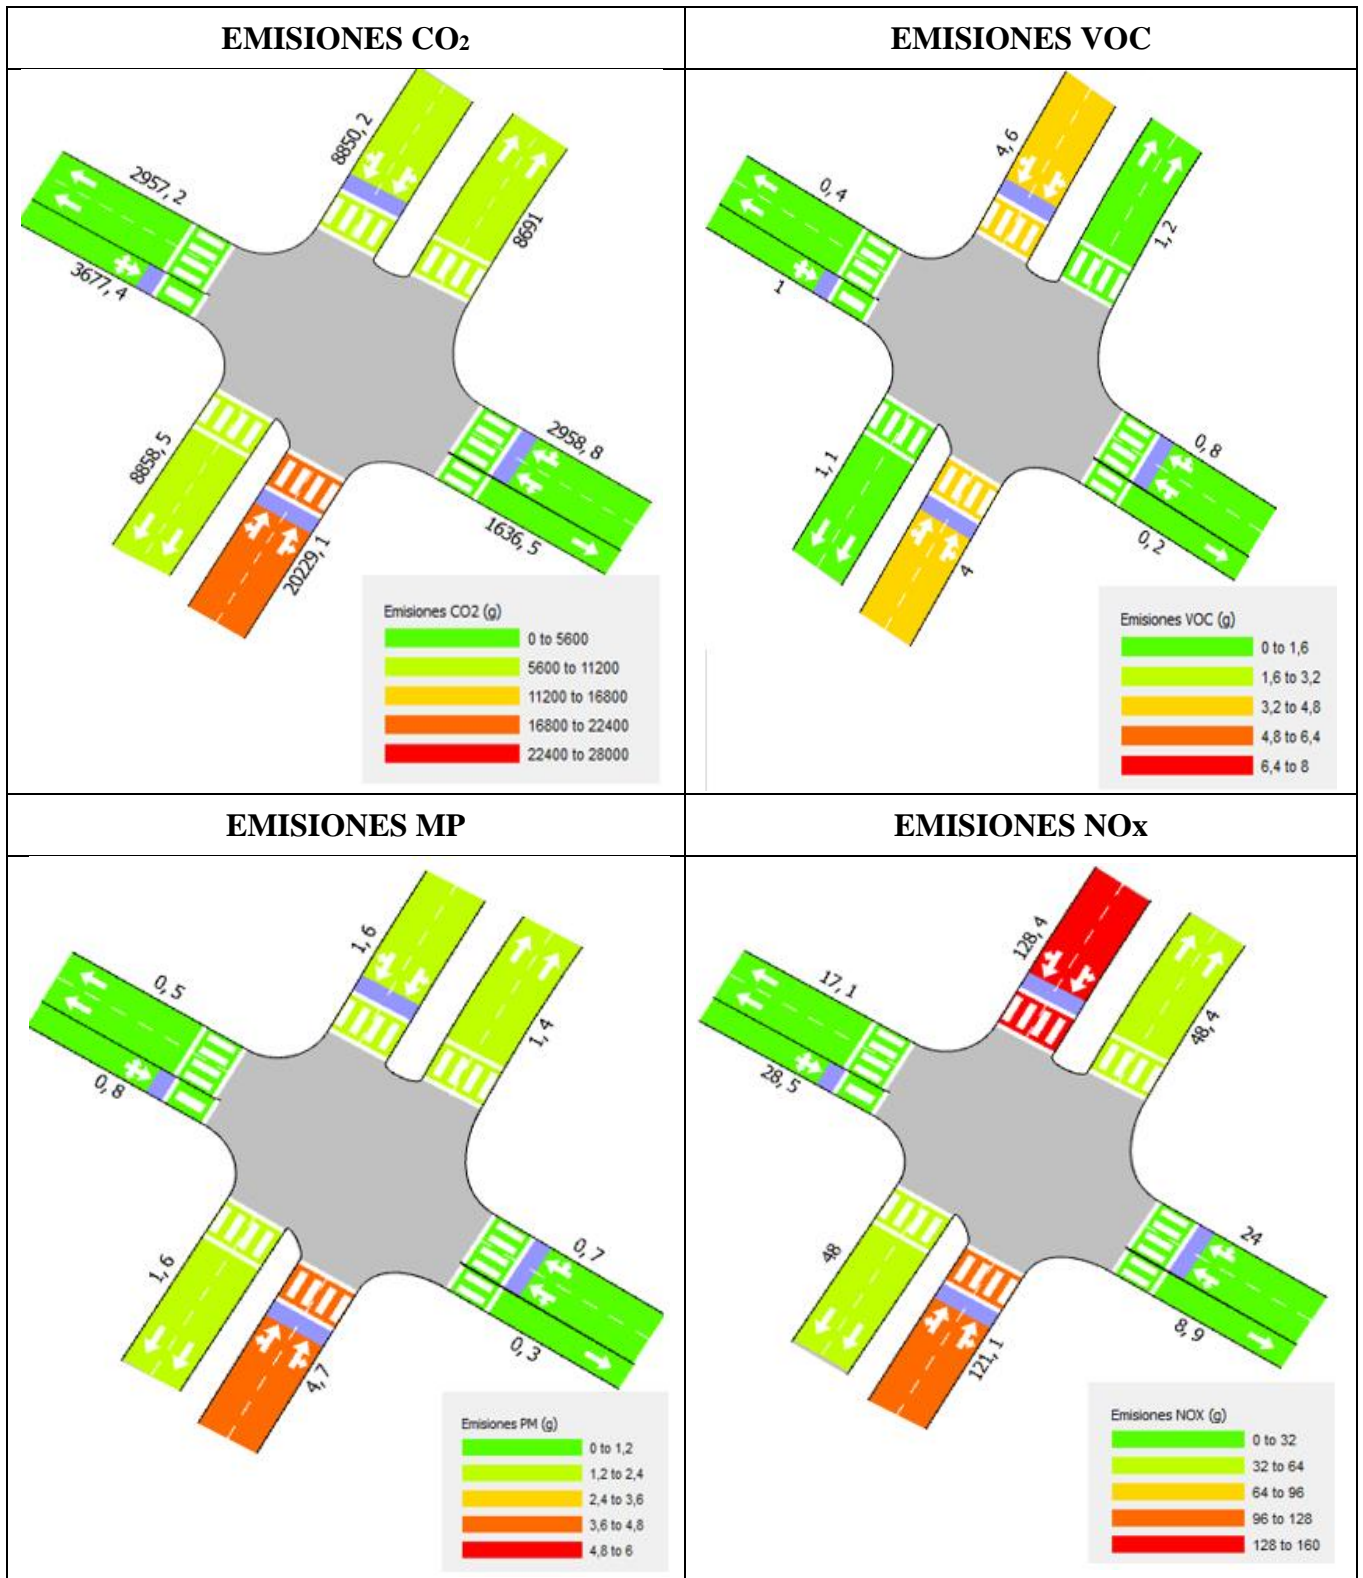 EMISIONES CO₂
EMISIONES VOC
8850, 2
2957, 2
8691
3677, 4
2958, 8
8858, 5
1636, 5
20229, 1
Emisiones CO2 (g)
0 to 5600
5600 to 11200
11200 to 16800
16800 to 22400
22400 to 28000
4, 6
0, 4
1, 2
1
0, 8
1, 1
0, 2
4
Emisiones VOC (g)
0 to 1,6
1,6 to 3,2
3,2 to 4,8
4,8 to 6,4
6,4 to 8
EMISIONES MP
EMISIONES NOx
1, 6
0, 5
1, 4
0, 8
0, 7
1, 6
0, 3
4, 7
Emisiones PM (g)
0 to 1,2
1,2 to 2,4
2,4 to 3,6
3,6 to 4,8
4,8 to 6
128, 4
17, 1
48, 4
28, 5
24
48
8, 9
121, 1
Emisiones NOX (g)
0 to 32
32 to 64
64 to 96
96 to 128
128 to 160